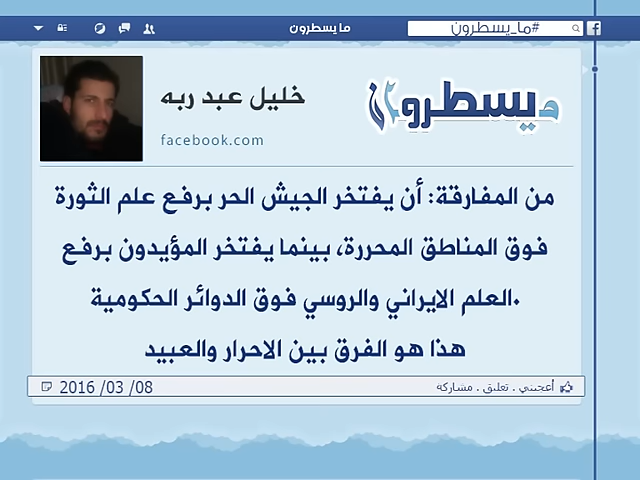 ما يسطرون
#ما_يسطرون
ما يسطرون
خليل عبد ربه
facebook.com
من المفارقة: أن يفتخر الجيش الحر برفع علم الثورة
فوق المناطق المحررة، بينما يفتخر المؤيدون برفع
العلم الايراني والروسي فوق الدوائر الحكومية.
هذا هو الفرق بين الاحرار والعبيد
أعجبني . تعليق . مشاركه
2016 /03 /08